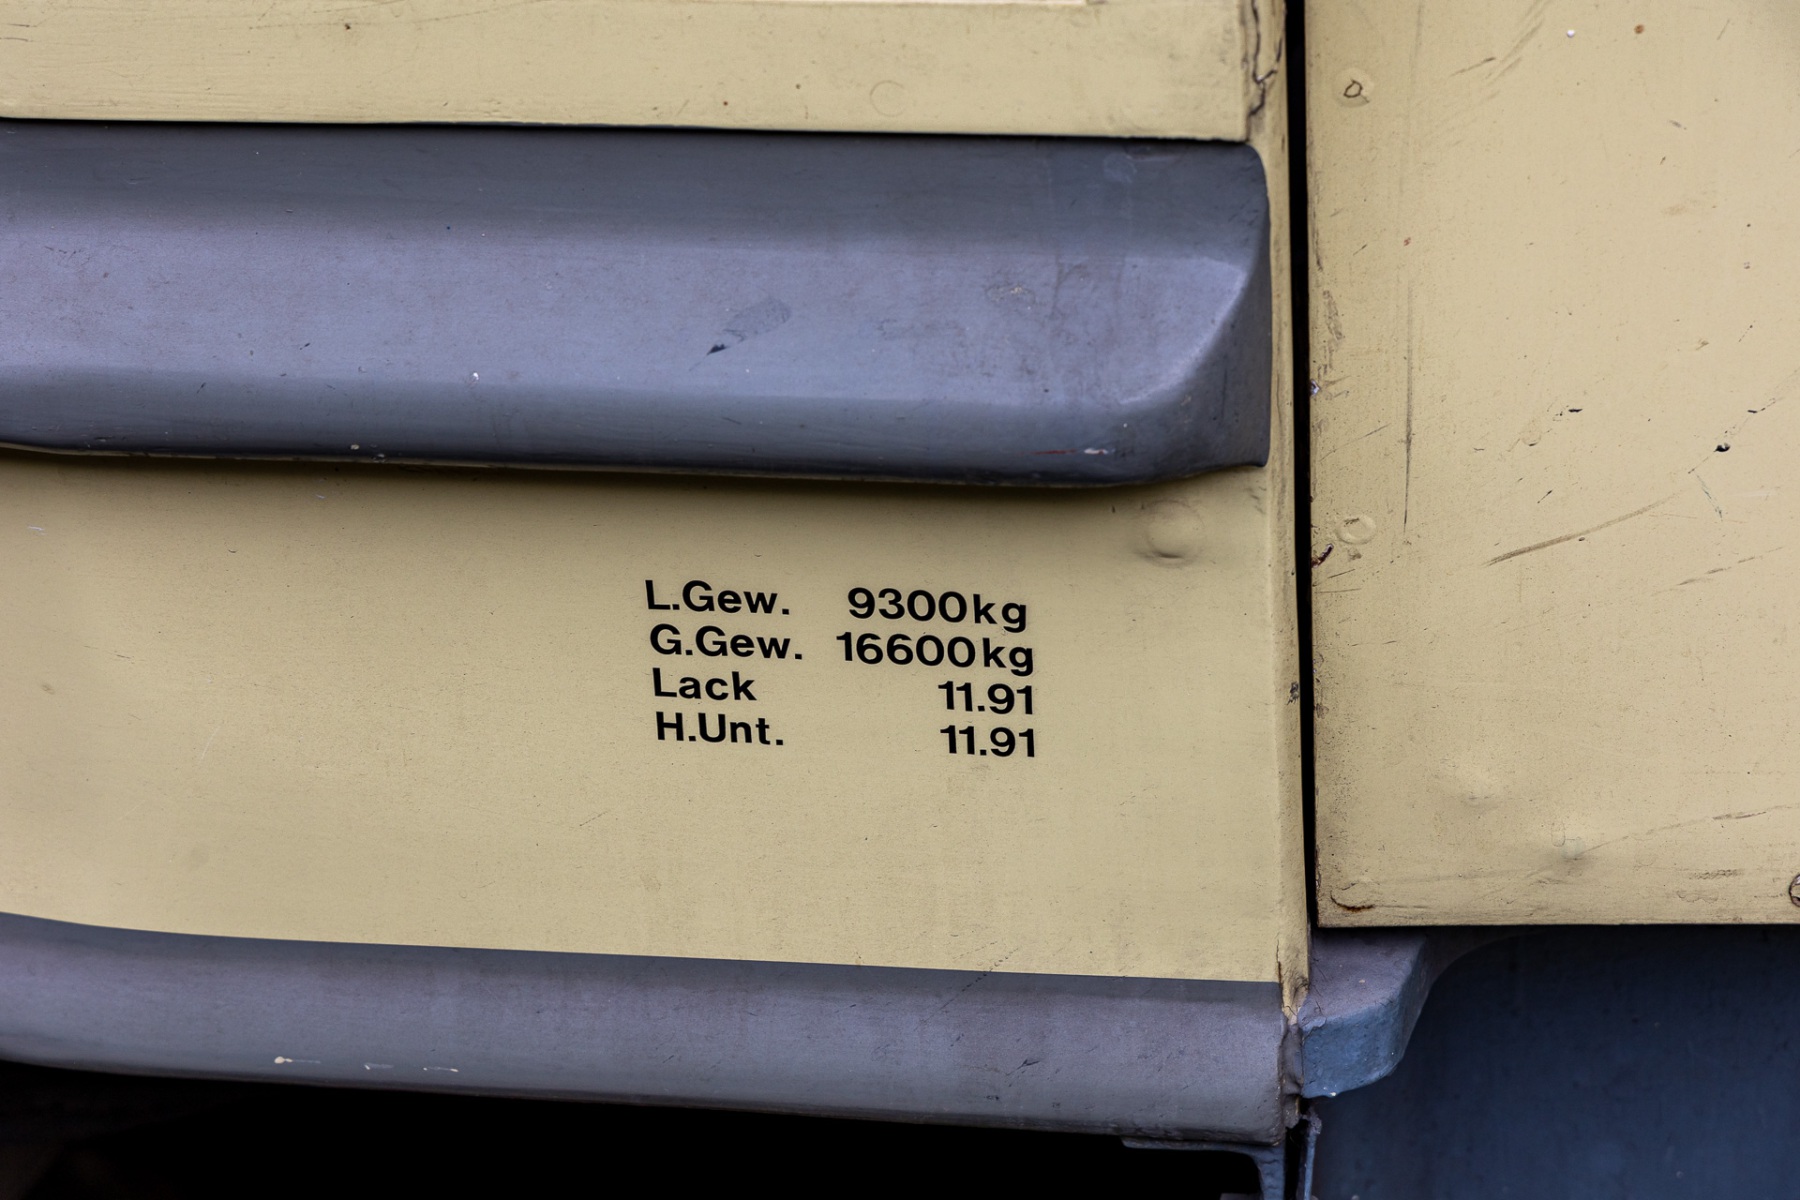 L.Gew. 9300kg
G.Gew. 16600kg
Lack 11.91
H.Unt. 11.91